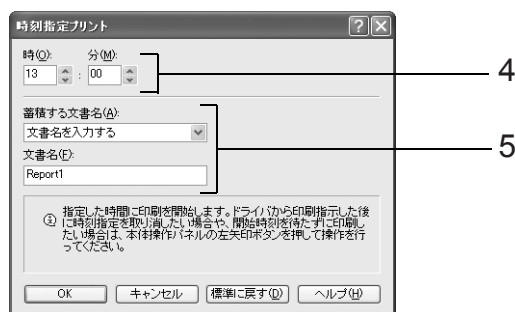 時刻指定プリント
時(O): 分(M):
13 : 00
4
蓄積する文書名(A):
文書名を入力する
5
文書名(F):
Report1
指定した時間に印刷を開始します。ドライバから印刷指示した後
に時刻指定を取り消したい場合や、開始時刻を待たずに印刷し
たい場合は、本体操作パネルの左矢印ボタンを押して操作を行
ってください。
OK キャンセル 標準に戻す(D) ヘルプ(H)